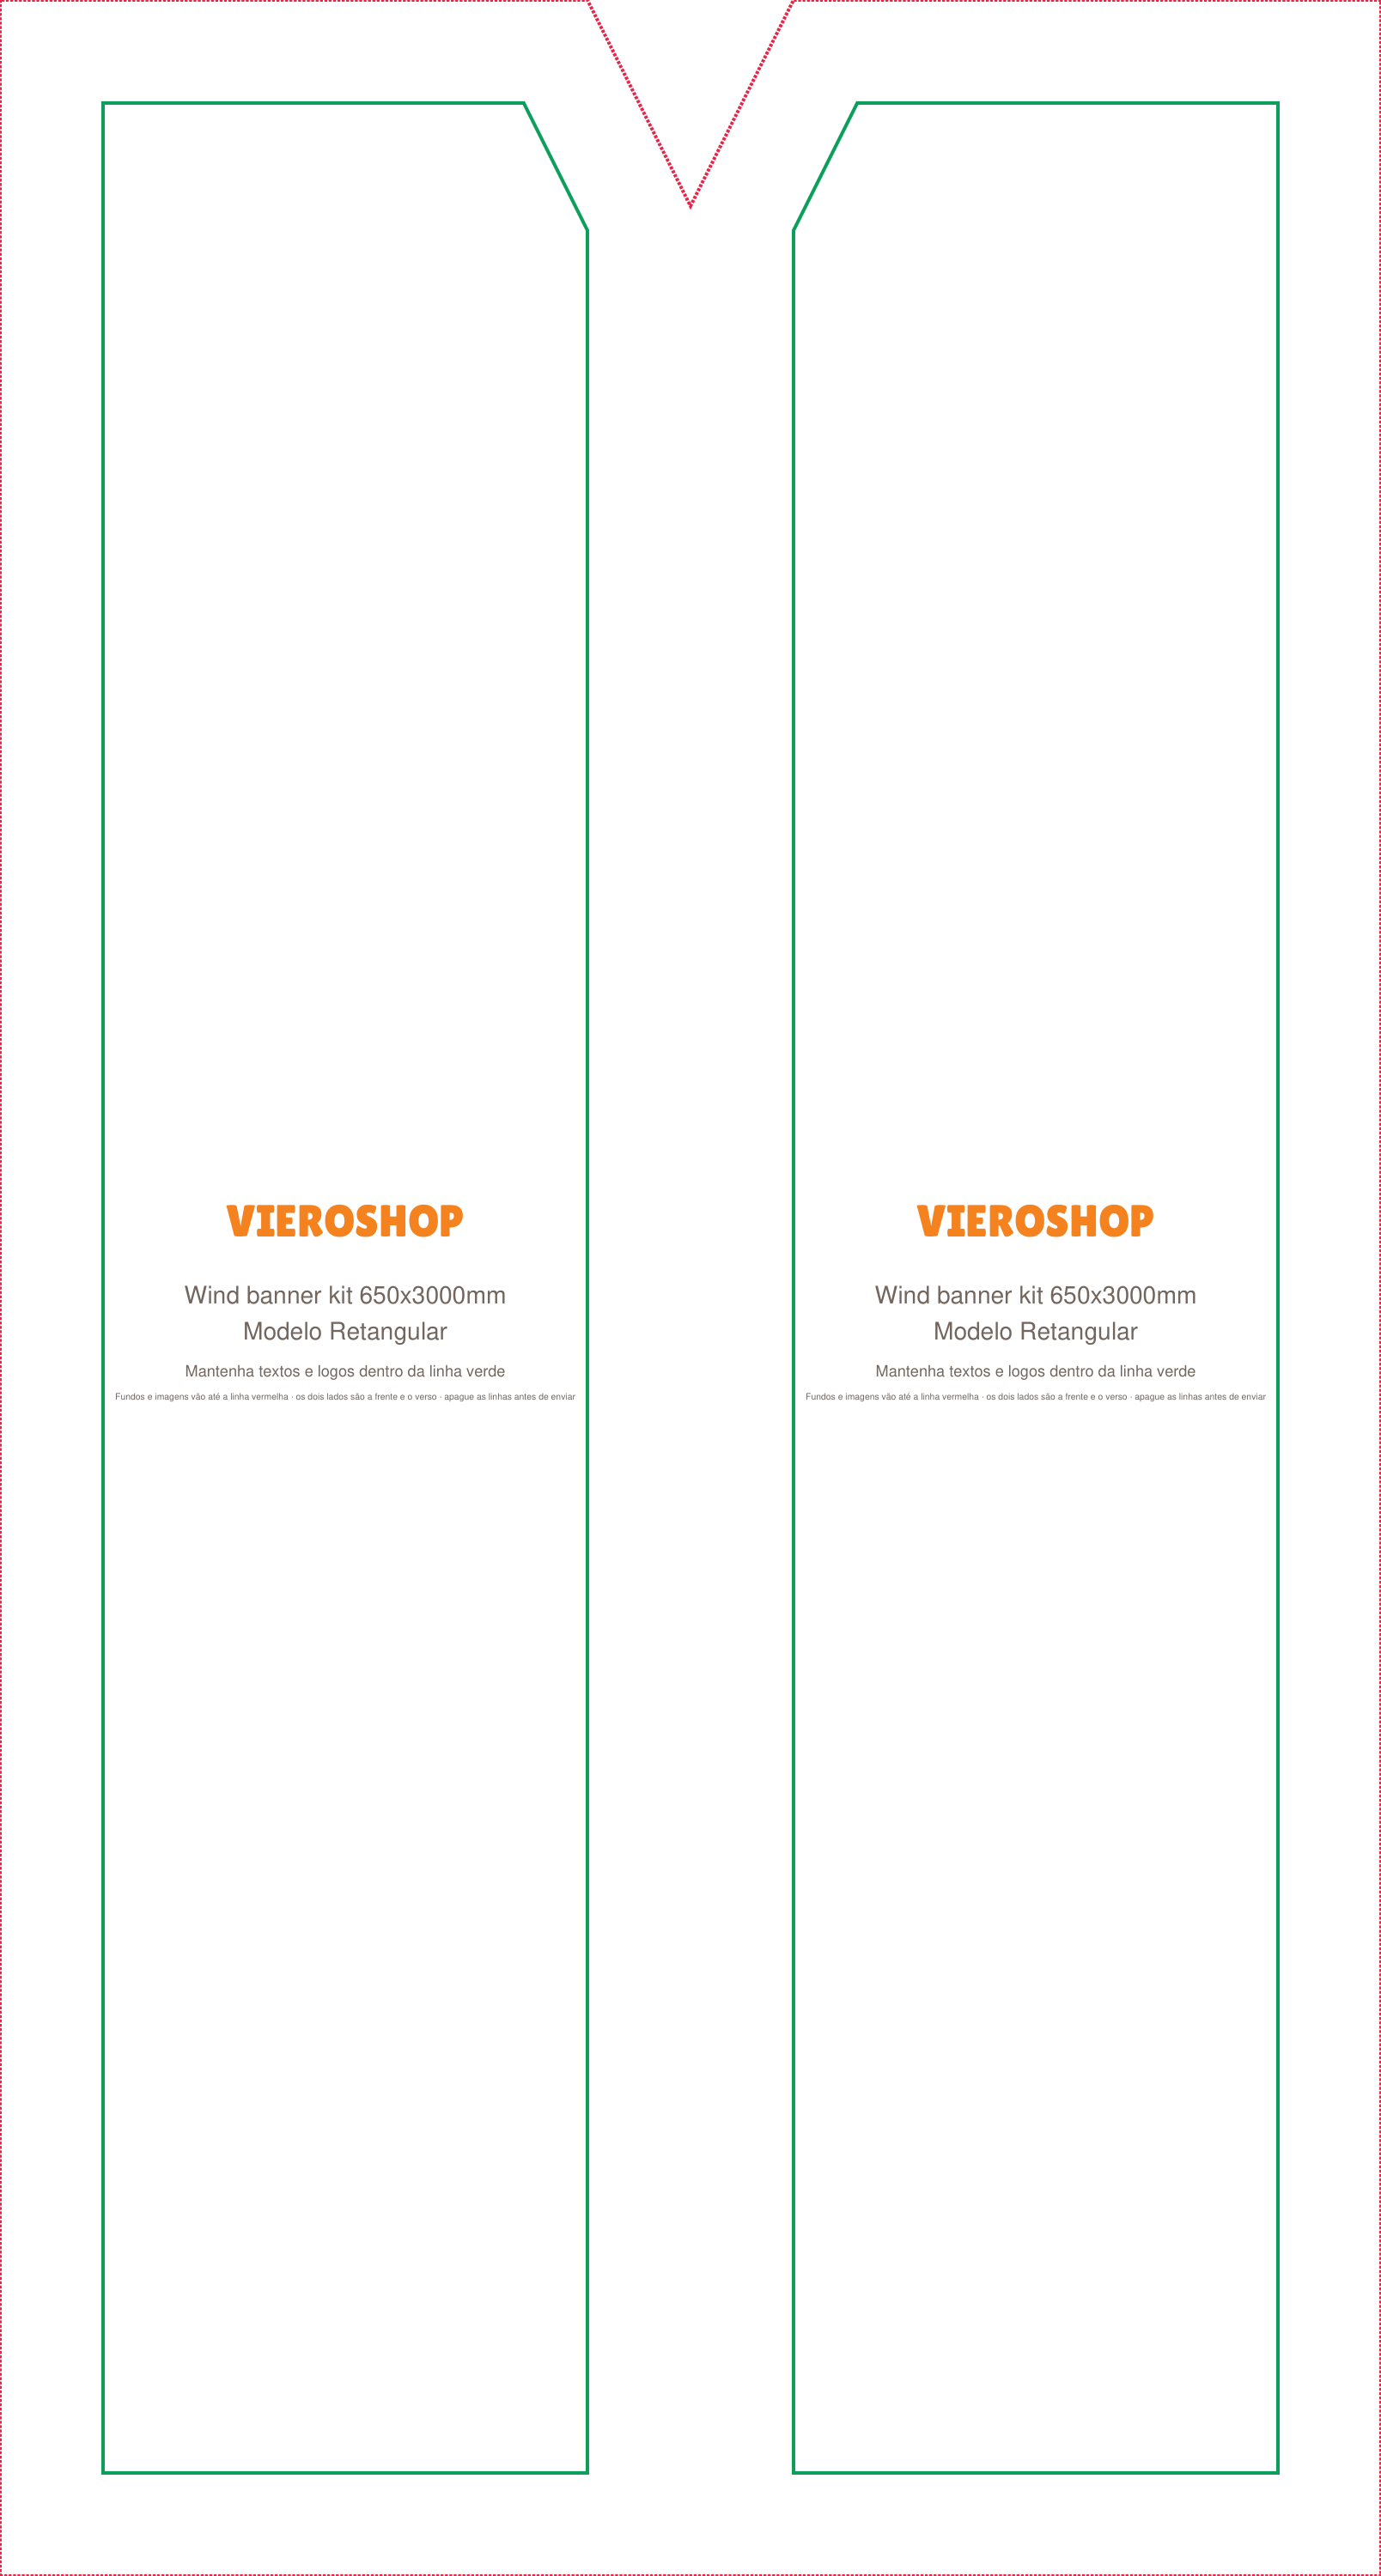 VIEROSHOP
Wind banner kit 650x3000mm
Modelo Retangular
Mantenha textos e logos dentro da linha verde
Fundos e imagens vão até a linha vermelha · os dois lados são a frente e o verso · apague as linhas antes de enviar
VIEROSHOP
Wind banner kit 650x3000mm
Modelo Retangular
Mantenha textos e logos dentro da linha verde
Fundos e imagens vão até a linha vermelha · os dois lados são a frente e o verso · apague as linhas antes de enviar